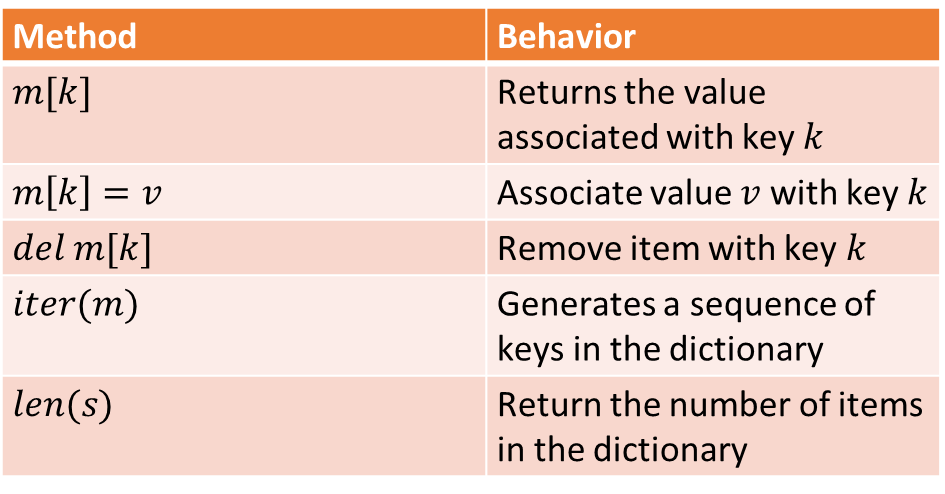 Method Behavior
m[k] Returns the value
associated with key k
m[k] = v Associate value v with key k
del m[k] Remove item with key k
iter(m) Generates a sequence of
keys in the dictionary
len(s) Return the number of items
in the dictionary